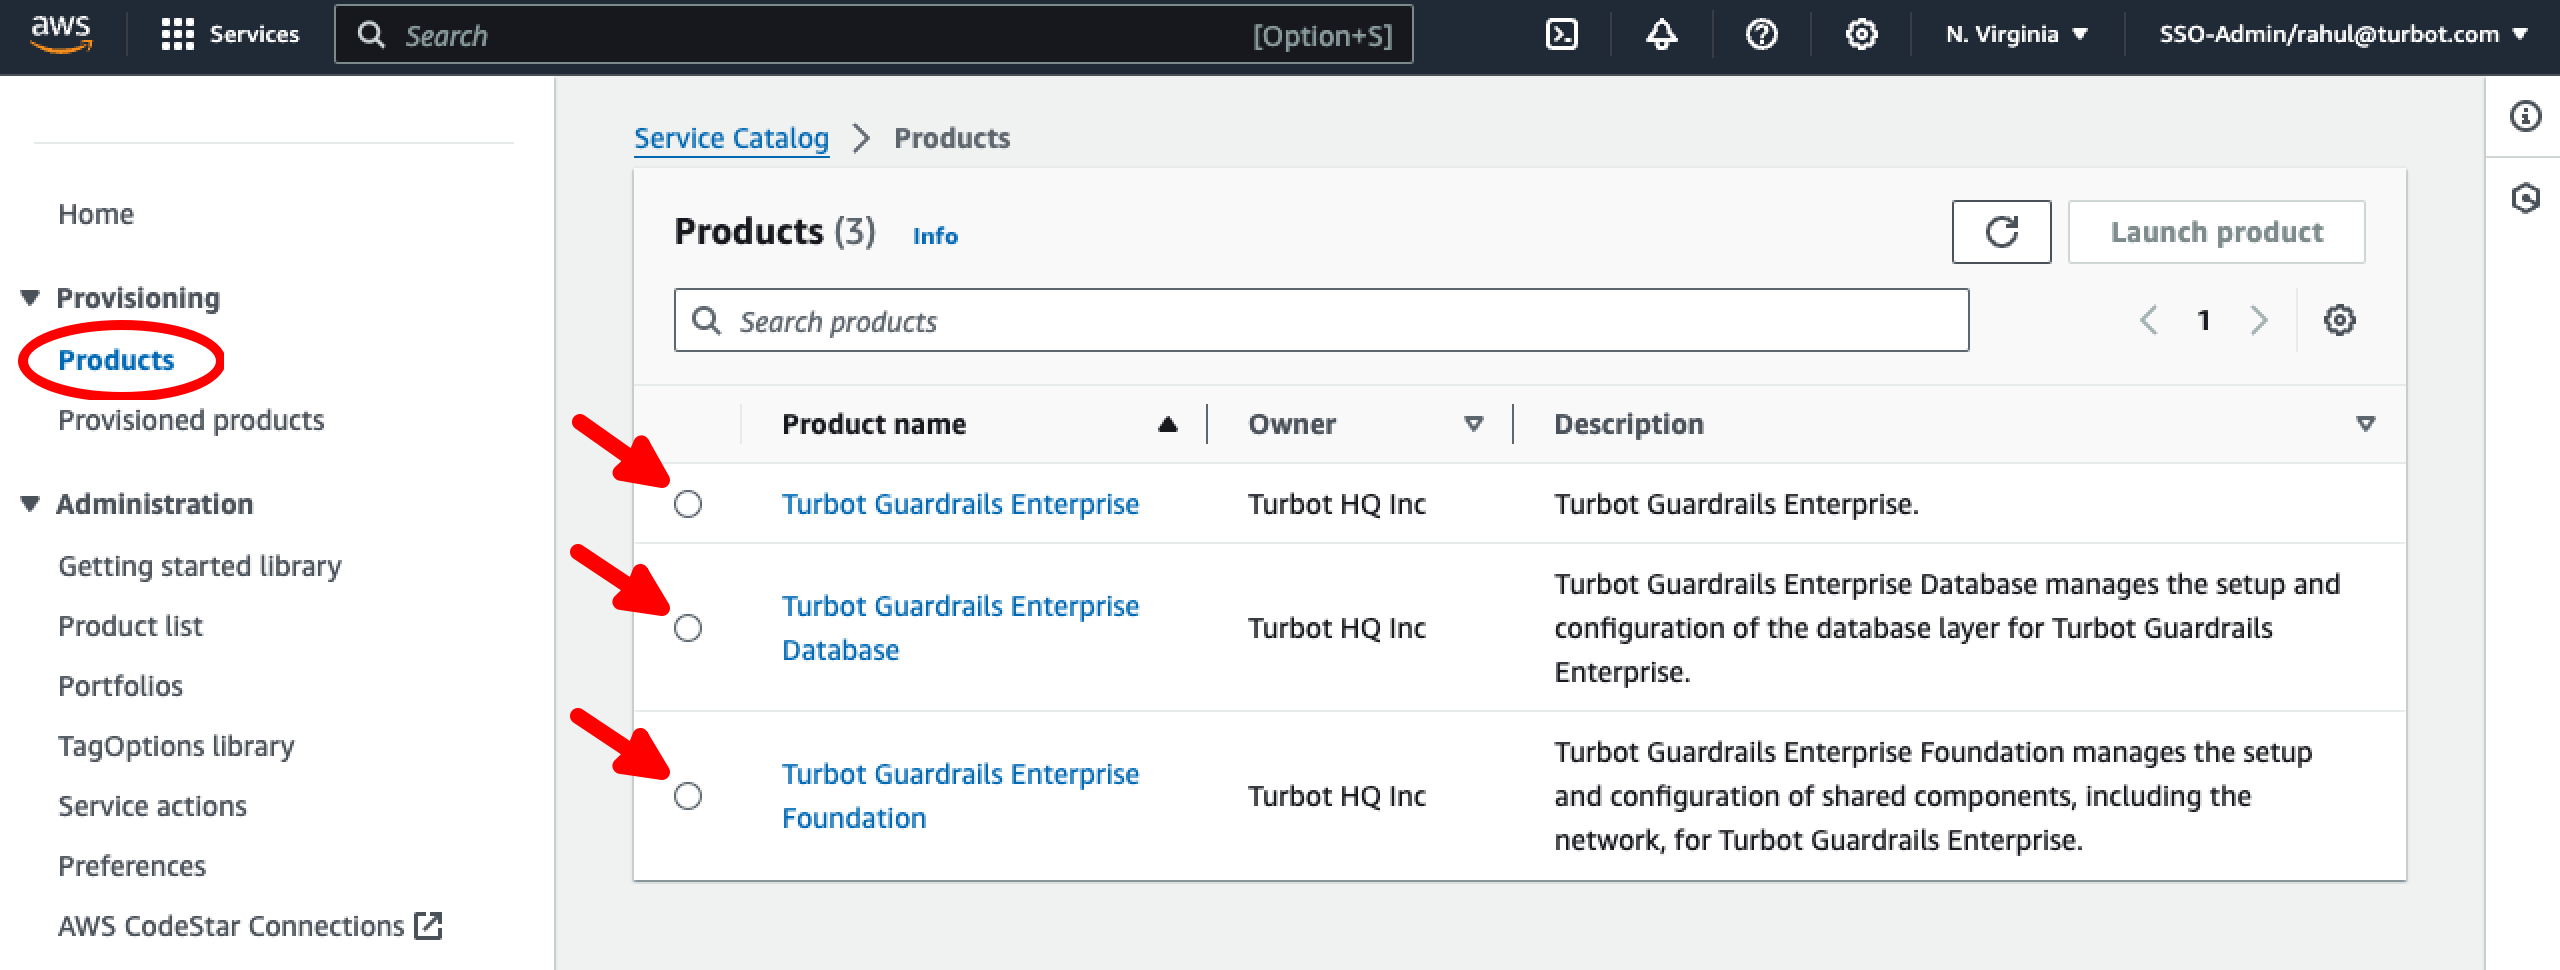 aws
Services
Search
[Option+S]
N. Virginia
SSO-Admin/rahul@turbot.com
Home
Provisioning
Products
Provisioned products
Administration
Getting started library
Product list
Portfolios
TagOptions library
Service actions
Preferences
AWS CodeStar Connections
Service Catalog > Products
Products (3) Info
Launch product
Search products
1
Product name
Owner
Description
Turbot Guardrails Enterprise
Turbot HQ Inc
Turbot Guardrails Enterprise.
Turbot Guardrails Enterprise
Database
Turbot HQ Inc
Turbot Guardrails Enterprise Database manages the setup and
configuration of the database layer for Turbot Guardrails
Enterprise.
Turbot Guardrails Enterprise
Foundation
Turbot HQ Inc
Turbot Guardrails Enterprise Foundation manages the setup
and configuration of shared components, including the
network, for Turbot Guardrails Enterprise.